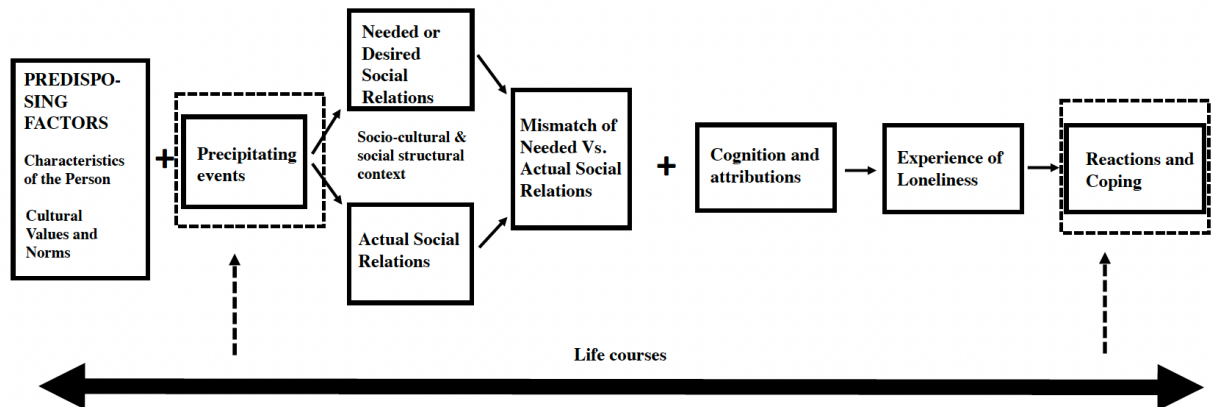 PREDISPO-
SING
FACTORS
Characteristics
of the Person
Cultural
Values and
Norms
+
Precipitating
events
Needed or
Desired
Social
Relations
Socio-cultural &
social structural
context
Actual Social
Relations
Mismatch of
Needed Vs.
Actual Social
Relations
+
Cognition and
attributions
Experience of
Loneliness
Reactions and
Coping
Life courses